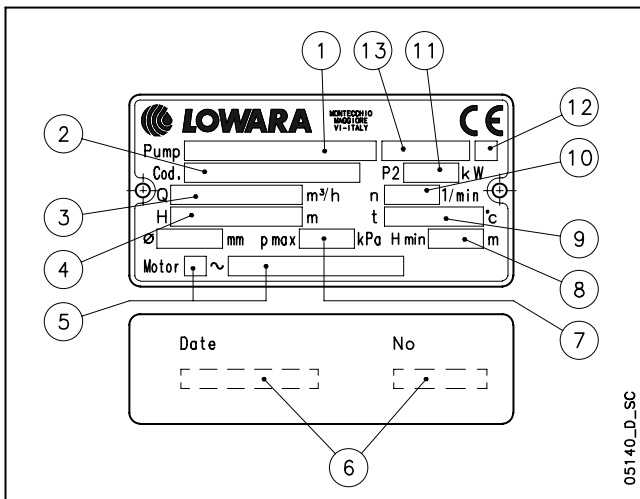 1 13 11
LOWARA MONTECCHIO MAGGIORE VI-ITALY CE
12
2 Pump
Cod. P2 kW
10
3 Q m³/h n 1/min
H m t °c
9
4 ø mm p max kPa H min m
8
5 Motor ~
7
Date No
6
05140_D_SC